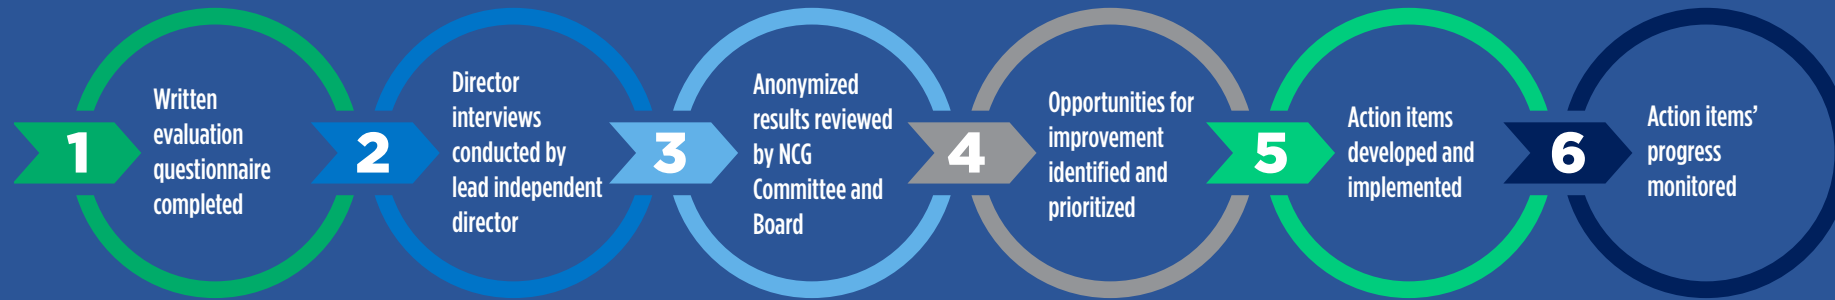 1
Written
evaluation
questionnaire
completed
2
Director
interviews
conducted by
lead independent
director
3
Anonymized
results reviewed
by NCG
Committee and
Board
4
Opportunities for
improvement
identified and
prioritized
5
Action items
developed and
implemented
6
Action items’
progress
monitored